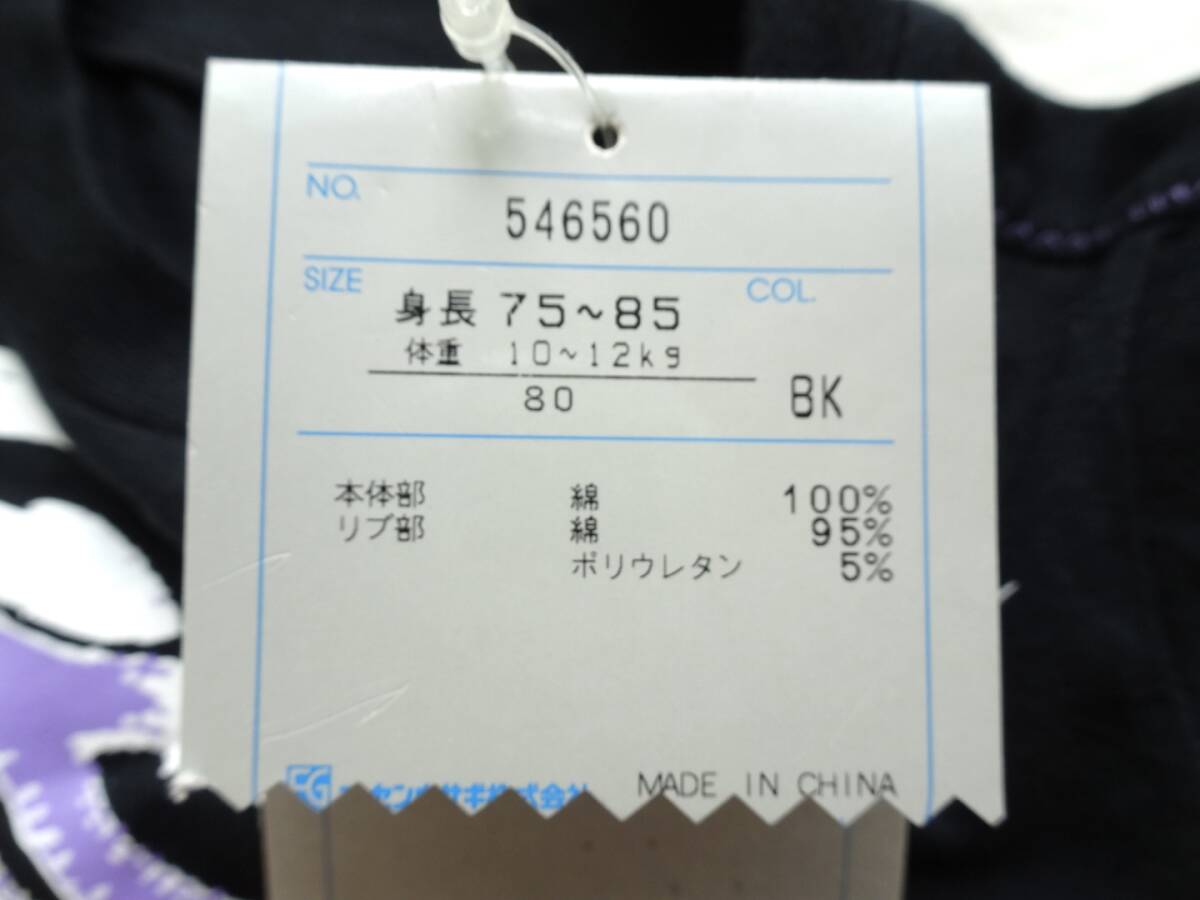 NO.
546560
SIZE
身長 75~85
COL.
体重 10~12kg
80
BK
本体部 綿 100%
リブ部 綿 95%
ポリウレタン 5%
EG
MADE IN CHINA